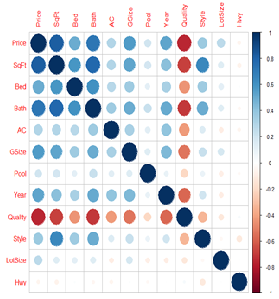 Price SqFt Bed Bath AC GSize Pool Year Quality Style LotSize Hwy
Price
SqFt
Bed
Bath
AC
GSize
Pool
Year
Quality
Style
LotSize
Hwy
1
0.8
0.6
0.4
0.2
0
-0.2
-0.4
-0.6
-0.8